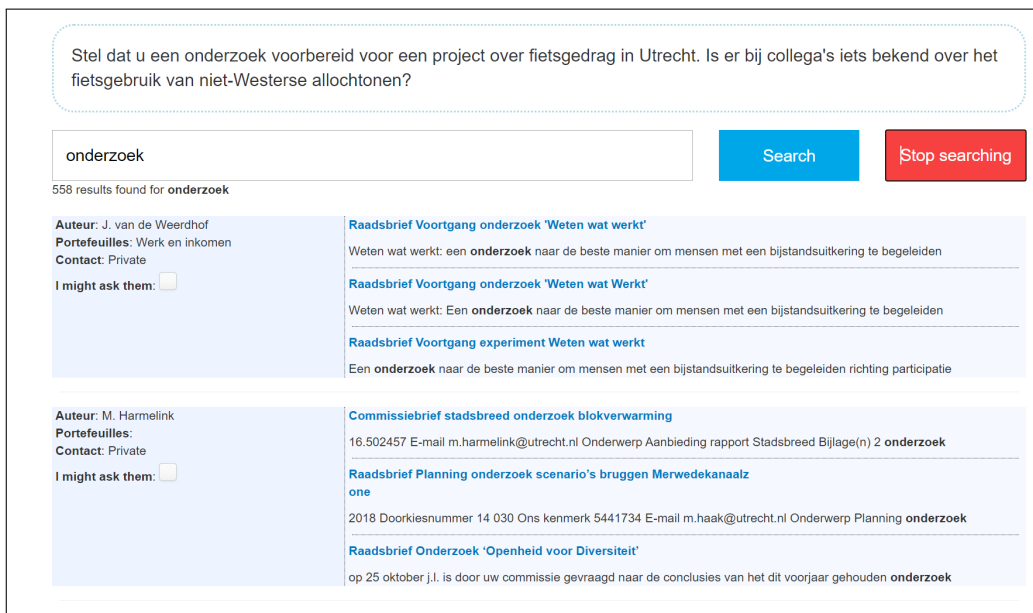 Stel dat u een onderzoek voorbereid voor een project over fietsgedrag in Utrecht. Is er bij collega's iets bekend over het
fietsgebruik van niet-Westerse allochtonen?
onderzoek
Search
Stop searching
558 results found for onderzoek
Auteur: J. van de Weerdhof
Portefeuilles: Werk en inkomen
Contact: Private
I might ask them:
Raadsbrief Voortgang onderzoek 'Weten wat werkt'
Weten wat werkt: een onderzoek naar de beste manier om mensen met een bijstandsuitkering te begeleiden
Raadsbrief Voortgang onderzoek 'Weten wat Werkt'
Weten wat werkt: Een onderzoek naar de beste manier om mensen met een bijstandsuitkering te begeleiden
Raadsbrief Voortgang experiment Weten wat werkt
Een onderzoek naar de beste manier om mensen met een bijstandsuitkering te begeleiden richting participatie
Auteur: M. Harmelink
Portefeuilles:
Contact: Private
I might ask them:
Commissiebrief stadsbreed onderzoek blokverwarming
16.502457 E-mail m.harmelink@utrecht.nl Onderwerp Aanbieding rapport Stadsbreed Bijlage(n) 2 onderzoek
Raadsbrief Planning onderzoek scenario's bruggen Merwedekanaalz
one
2018 Doorkiesnummer 14 030 Ons kenmerk 5441734 E-mail m.haak@utrecht.nl Onderwerp Planning onderzoek
Raadsbrief Onderzoek ‘Openheid voor Diversiteit’
op 25 oktober j.l. is door uw commissie gevraagd naar de conclusies van het dit voorjaar gehouden onderzoek